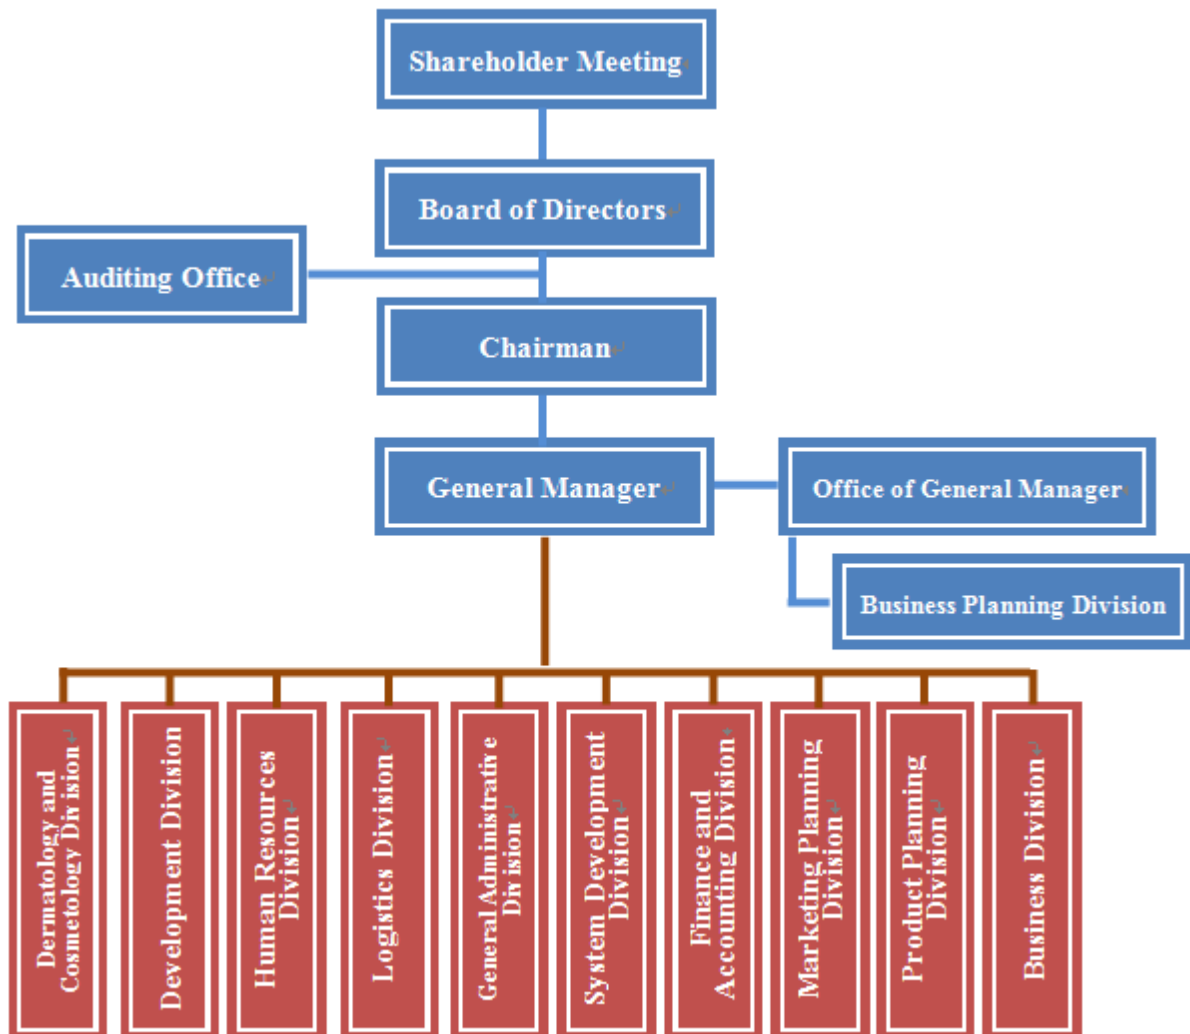 Shareholder Meeting
Board of Directors
Auditing Office
Chairman
General Manager
Office of General Manager
Business Planning Division
Dermatology and
Cosmetology Division
Development Division
Human Resources
Division
Logistics Division
General Administrative
Division
System Development
Division
Finance and
Accounting Division
Marketing Planning
Division
Product Planning
Division
Business Division